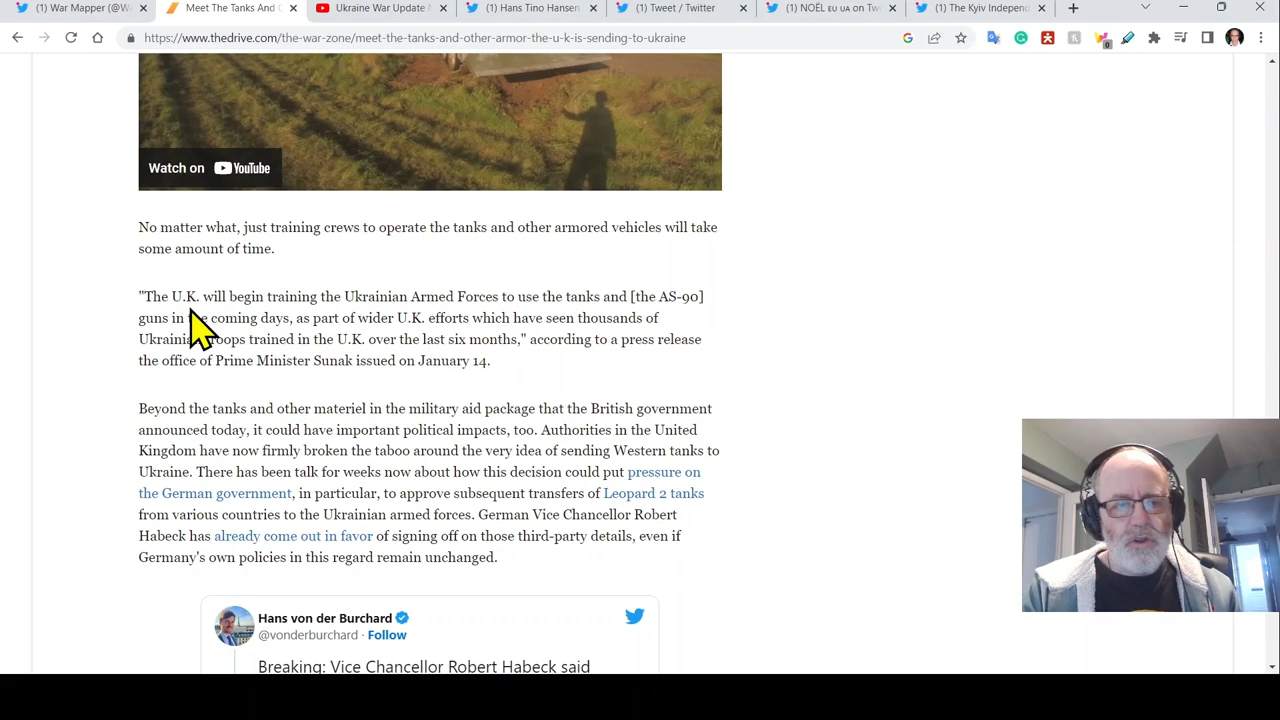 (1) War Mapper (@W
Meet The Tanks And
Ukraine War Update
(1) Hans Tino Hansen
(1) Tweet / Twitter
(1) NOËL EU UA on Tw
(1) The Kyiv Independ
https://www.thedrive.com/the-war-zone/meet-the-tanks-and-other-armor-the-u-k-is-sending-to-ukraine
Watch on YouTube
No matter what, just training crews to operate the tanks and other armored vehicles will take
some amount of time.
"The U.K. will begin training the Ukrainian Armed Forces to use the tanks and [the AS-90]
guns in the coming days, as part of wider U.K. efforts which have seen thousands of
Ukrainian troops trained in the U.K. over the last six months," according to a press release
the office of Prime Minister Sunak issued on January 14.
Beyond the tanks and other materiel in the military aid package that the British government
announced today, it could have important political impacts, too. Authorities in the United
Kingdom have now firmly broken the taboo around the very idea of sending Western tanks to
Ukraine. There has been talk for weeks now about how this decision could put pressure on
the German government, in particular, to approve subsequent transfers of Leopard 2 tanks
from various countries to the Ukrainian armed forces. German Vice Chancellor Robert
Habeck has already come out in favor of signing off on those third-party details, even if
Germany's own policies in this regard remain unchanged.
Hans von der Burchard
@vonderburchard · Follow
Breaking: Vice Chancellor Robert Habeck said